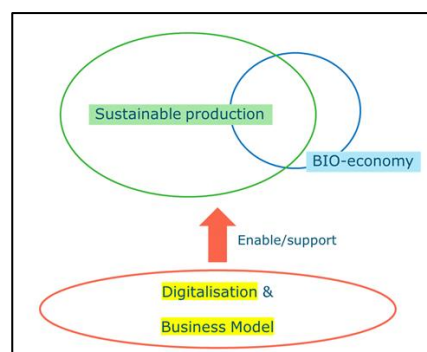 Sustainable production
BIO-economy
Enable/support
Digitalisation &
Business Model